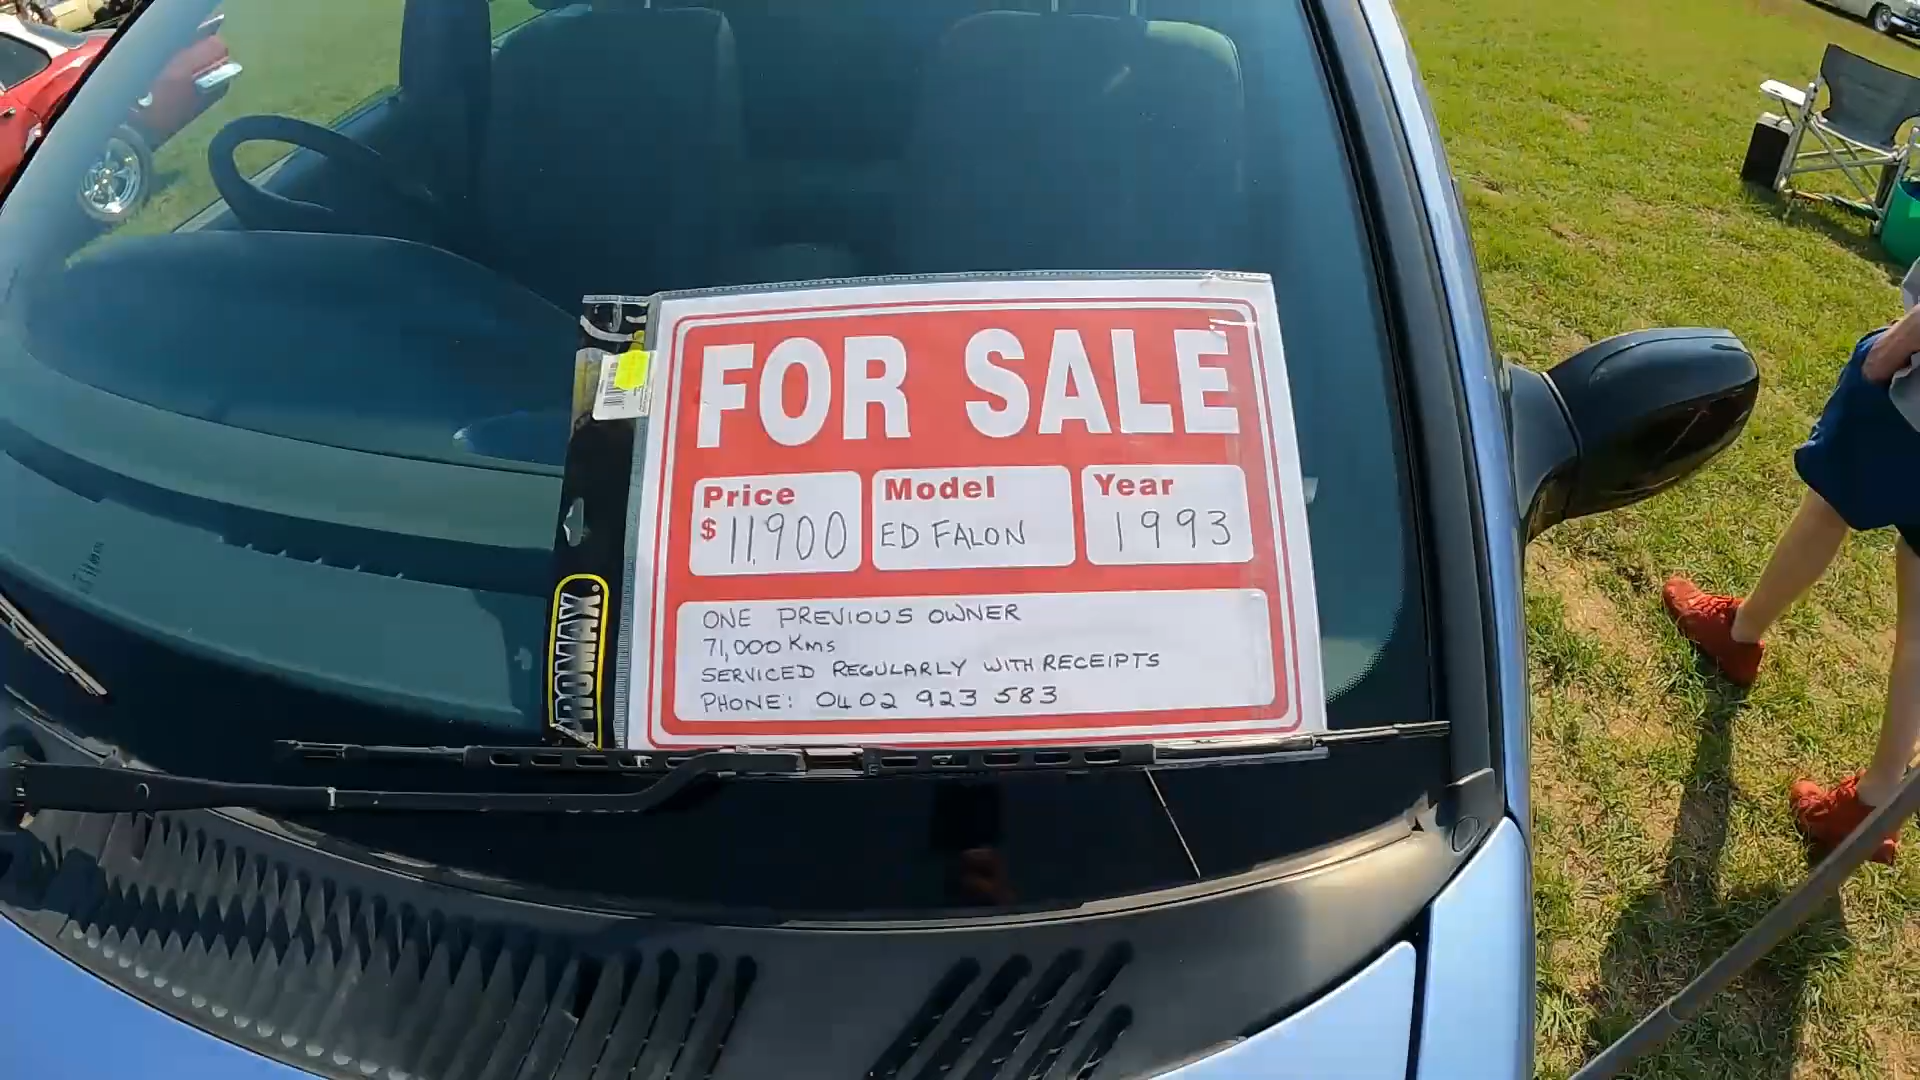 FOR SALE
Price Model Year
$ 11,900 ED FALON 1993
ONE PREVIOUS OWNER
71,000 Kms
SERVICED REGULARLY WITH RECEIPTS
PHONE: 0402 923 583
PROMAX.